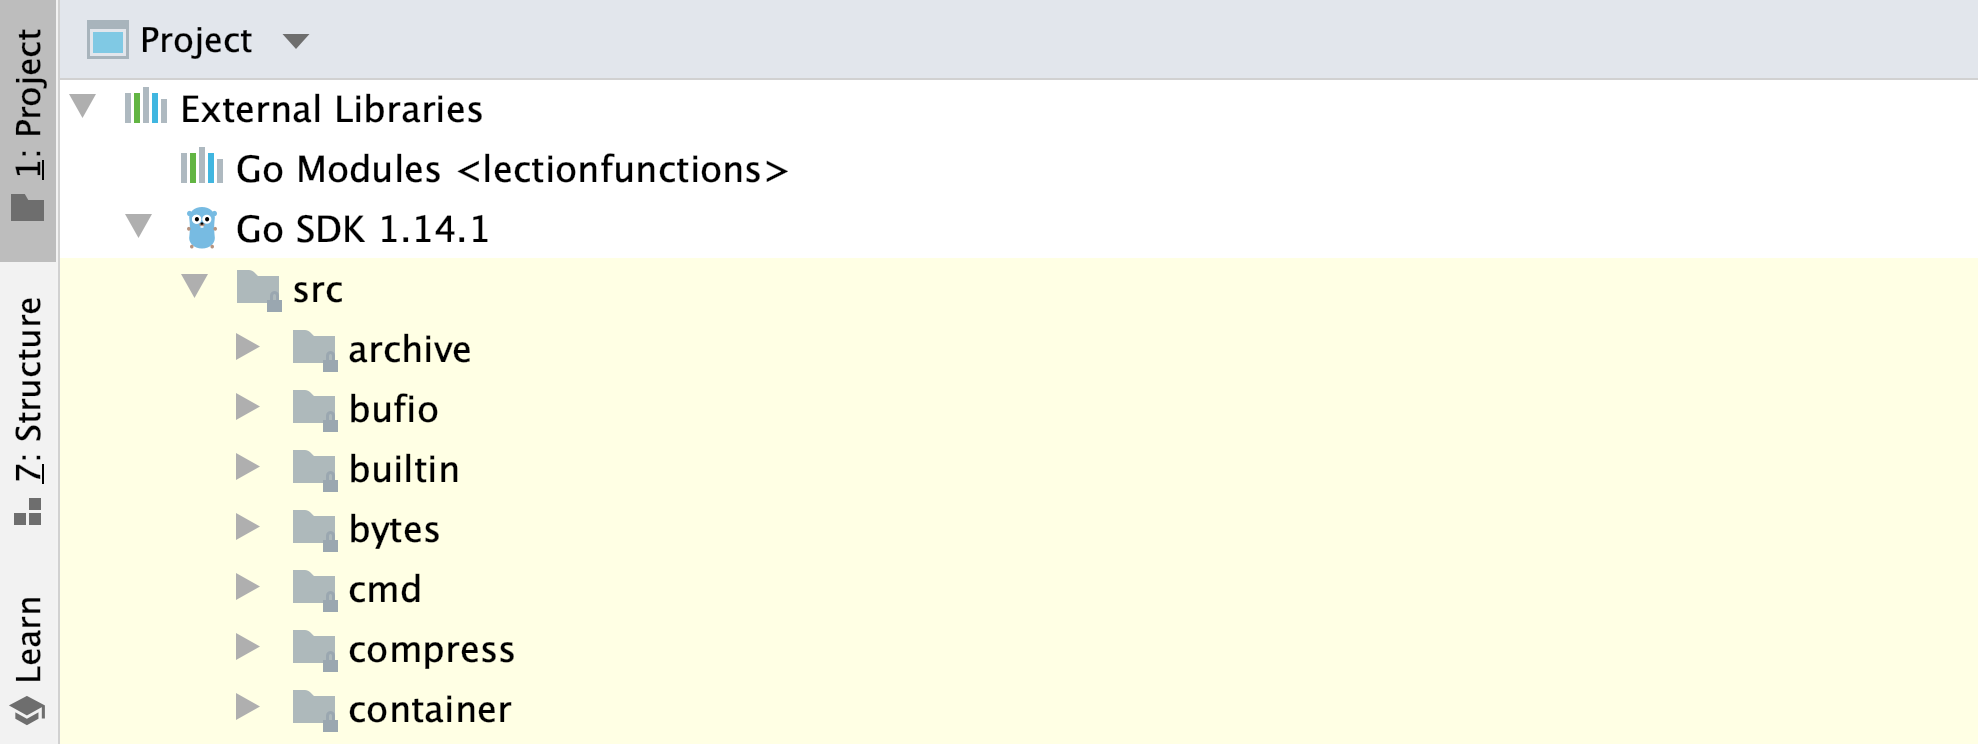 1: Project
7: Structure
Learn
Project
External Libraries
Go Modules <lectionfunctions>
Go SDK 1.14.1
src
archive
bufio
builtin
bytes
cmd
compress
container